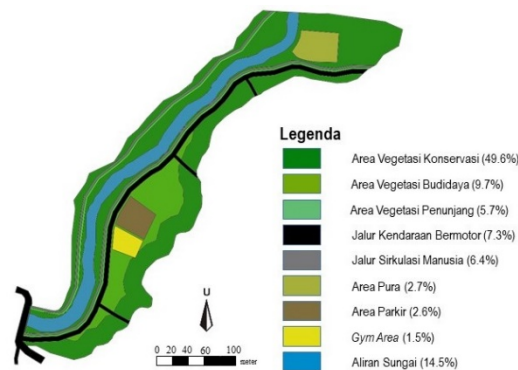 Legenda
Area Vegetasi Konservasi (49.6%)
Area Vegetasi Budidaya (9.7%)
Area Vegetasi Penunjang (5.7%)
Jalur Kendaraan Bermotor (7.3%)
Jalur Sirkulasi Manusia (6.4%)
Area Pura (2.7%)
Area Parkir (2.6%)
Gym Area (1.5%)
Aliran Sungai (14.5%)
U
0 20 40 60 100
meter